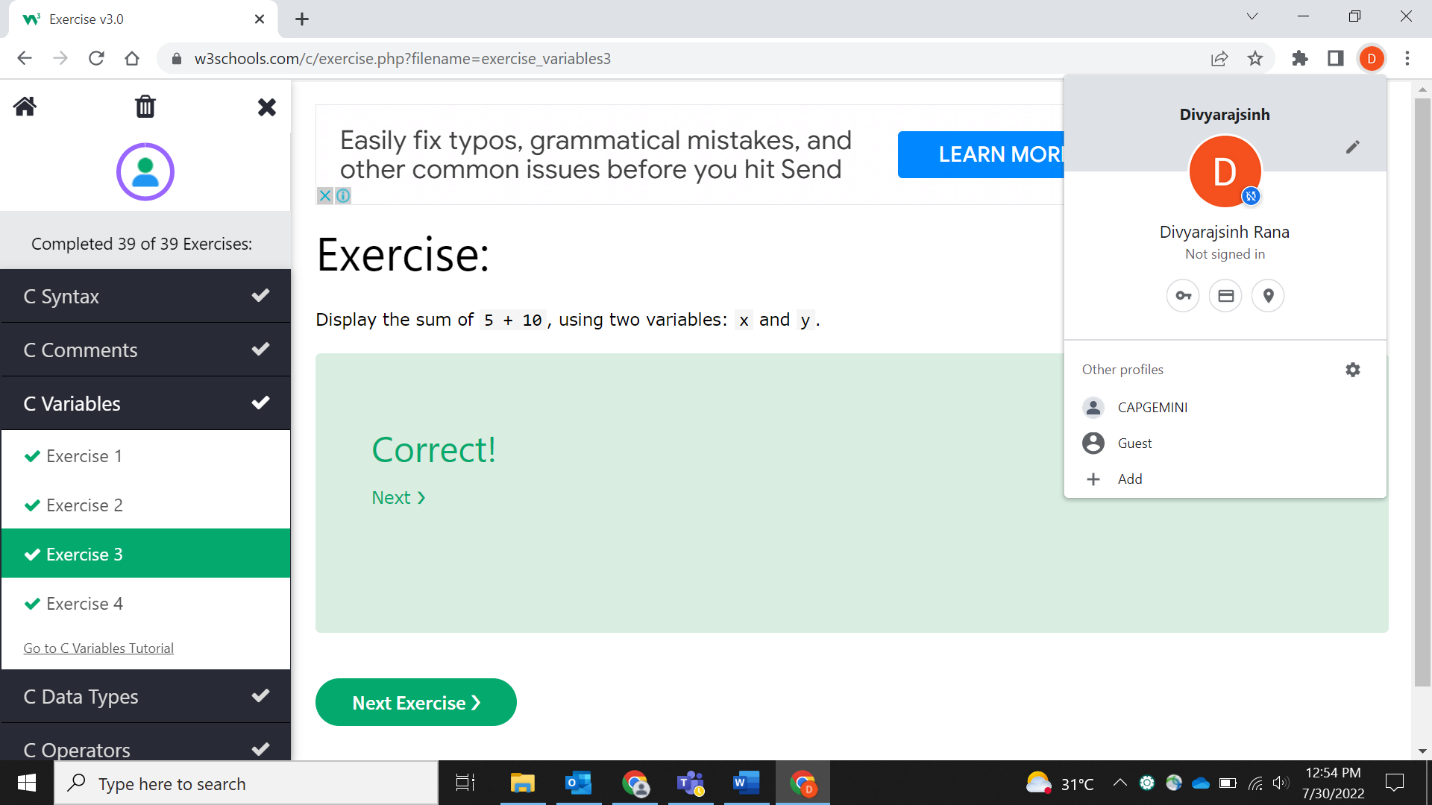 Exercise v3.0
w3schools.com/c/exercise.php?filename=exercise_variables3
D
Completed 39 of 39 Exercises:
C Syntax
C Comments
C Variables
Exercise 1
Exercise 2
Exercise 3
Exercise 4
Go to C Variables Tutorial
C Data Types
C Operators
Easily fix typos, grammatical mistakes, and
other common issues before you hit Send
LEARN MORE
Exercise:
Display the sum of 5 + 10, using two variables: x and y.
Correct!
Next ❯
Next Exercise ❯
Divyarajsinh
D
Divyarajsinh Rana
Not signed in
Other profiles
CAPGEMINI
Guest
Add
Type here to search
31°C
12:54 PM
7/30/2022